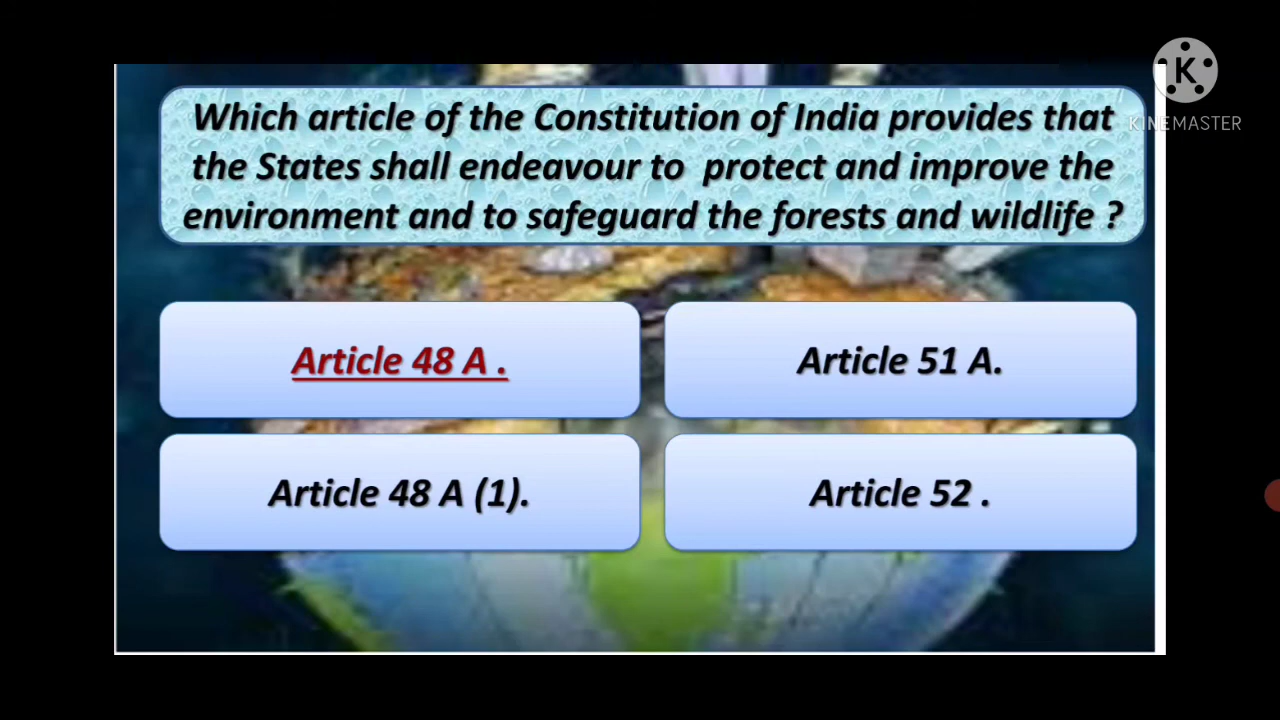 Which article of the Constitution of India provides that
the States shall endeavour to protect and improve the
environment and to safeguard the forests and wildlife ?
Article 48 A .
Article 51 A.
Article 48 A (1).
Article 52 .
K
KINEMASTER